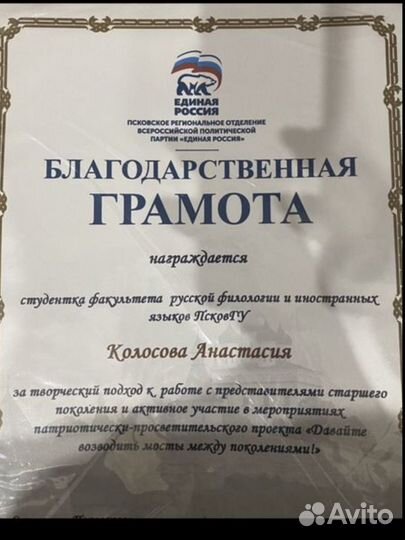 ЕДИНАЯ
РОССИЯ
ПСКОВСКОЕ РЕГИОНАЛЬНОЕ ОТДЕЛЕНИЕ
ВСЕРОССИЙСКОЙ ПОЛИТИЧЕСКОЙ
ПАРТИИ «ЕДИНАЯ РОССИЯ»
БЛАГОДАРСТВЕННАЯ
ГРАМОТА
награждается
студентка факультета русской филологии и иностранных
языков ПсковГУ
Колосова Анастасия
за творческий подход к работе с представителями старшего
поколения и активное участие в мероприятиях
патриотически-просветительского проекта «Давайте
возводить мосты между поколениями!»
Avito